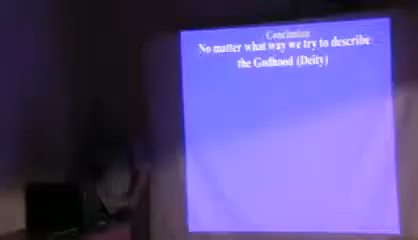 Conclusion
No matter what way we try to describe
the Godhood (Deity)